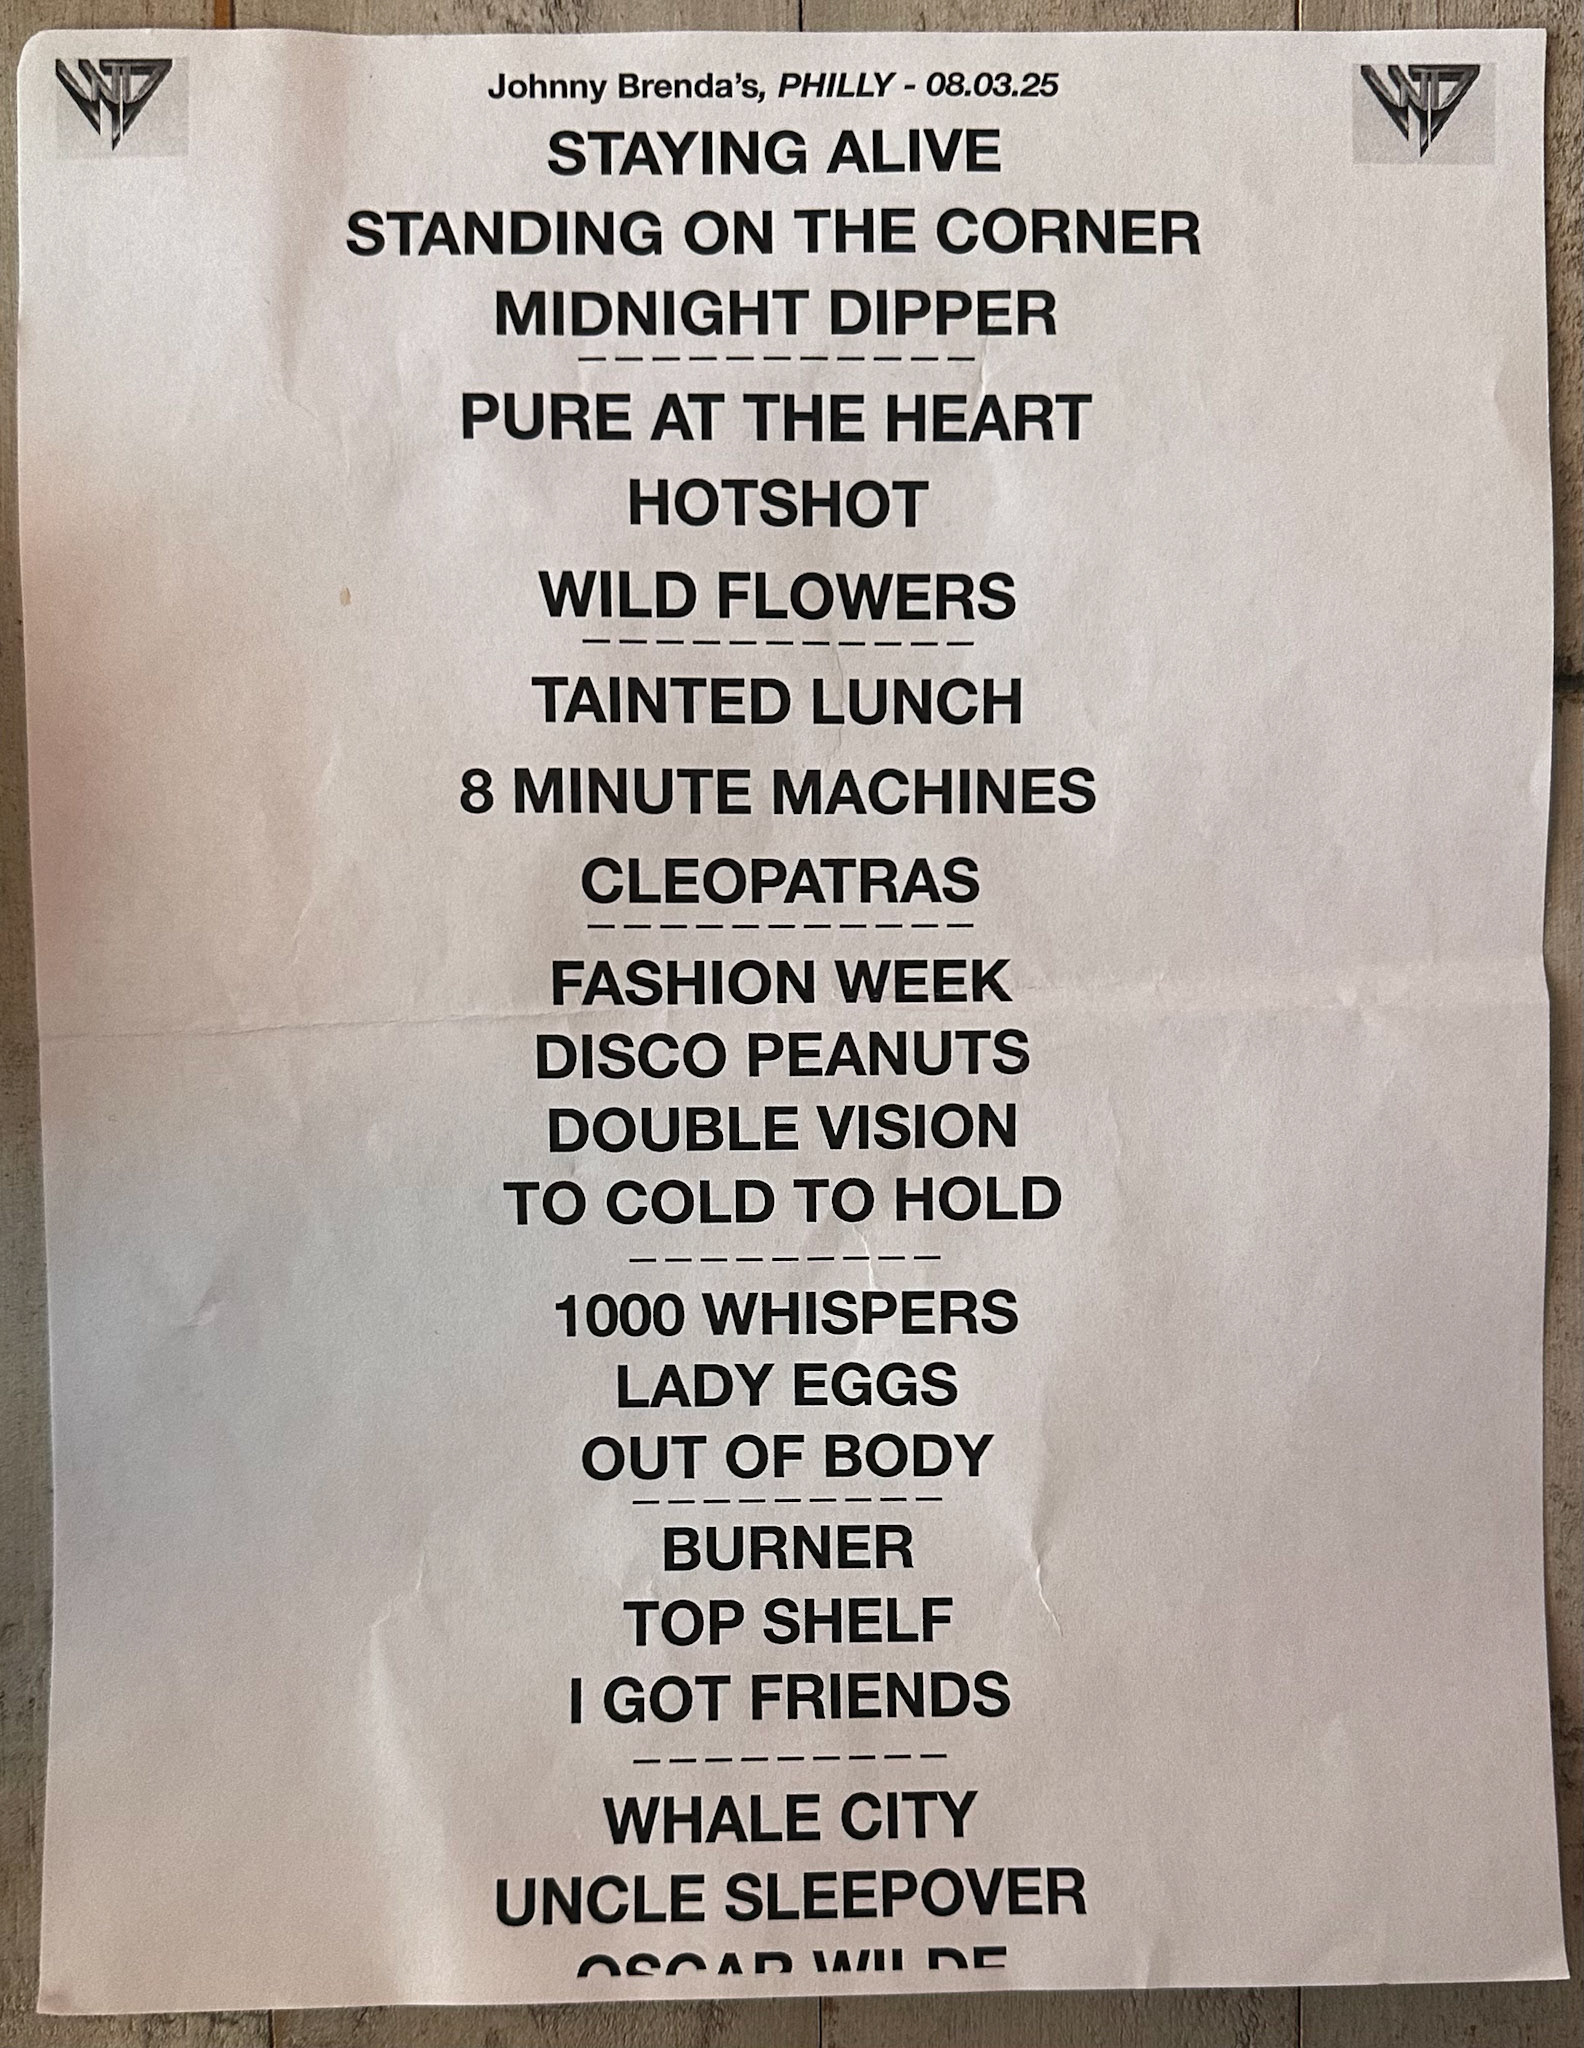 Johnny Brenda's, PHILLY - 08.03.25
STAYING ALIVE
STANDING ON THE CORNER
MIDNIGHT DIPPER
-----------
PURE AT THE HEART
HOTSHOT
WILD FLOWERS
-----------
TAINTED LUNCH
8 MINUTE MACHINES
CLEOPATRAS
-----------
FASHION WEEK
DISCO PEANUTS
DOUBLE VISION
TO COLD TO HOLD
---------
1000 WHISPERS
LADY EGGS
OUT OF BODY
---------
BURNER
TOP SHELF
I GOT FRIENDS
---------
WHALE CITY
UNCLE SLEEPOVER
OSCAR WILDE